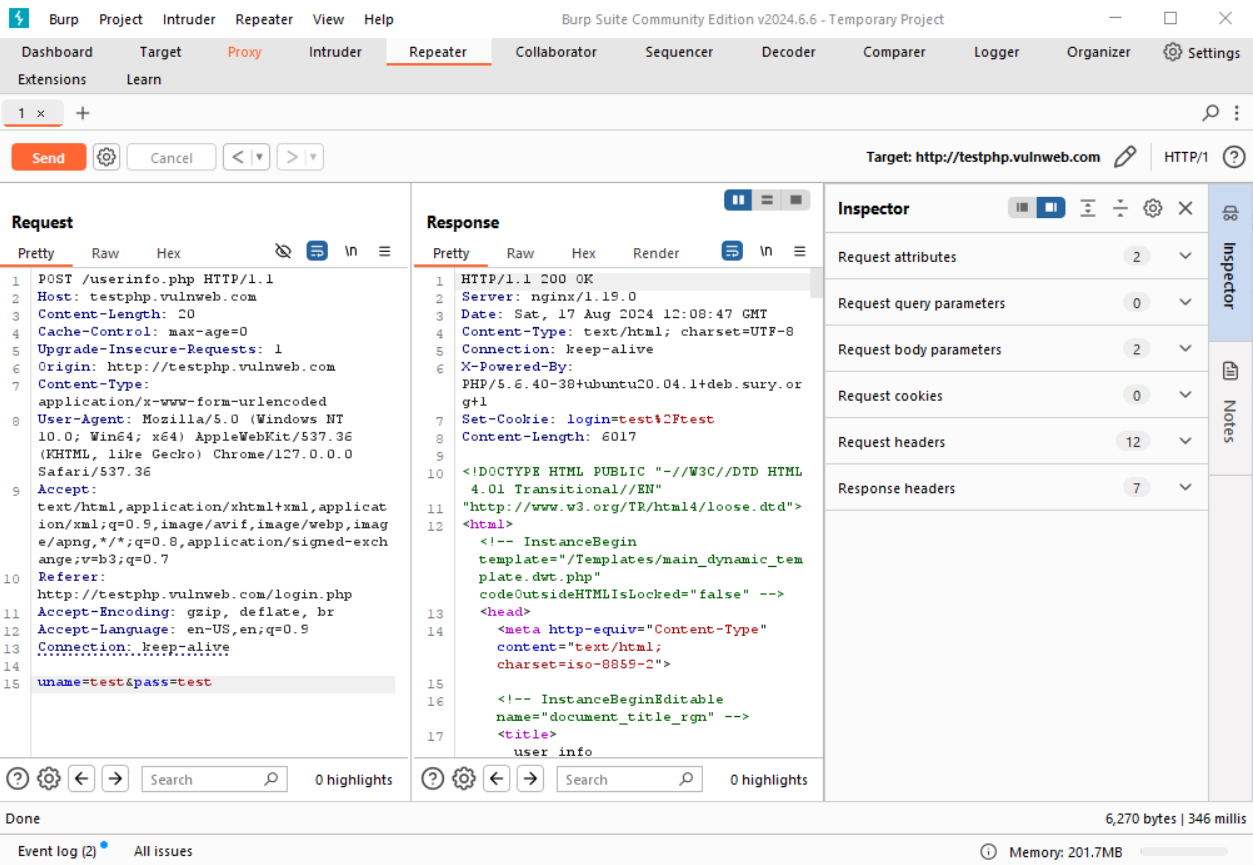 Burp Project Intruder Repeater View Help Burp Suite Community Edition v2024.6.6 - Temporary Project
Dashboard Target Proxy Intruder Repeater Collaborator Sequencer Decoder Comparer Logger Organizer Settings
Extensions Learn
1 × +
Send Cancel < > Target: http://testphp.vulnweb.com HTTP/1 ?
Request
Pretty Raw Hex \n
1 POST /userinfo.php HTTP/1.1
2 Host: testphp.vulnweb.com
3 Content-Length: 20
4 Cache-Control: max-age=0
5 Upgrade-Insecure-Requests: 1
6 Origin: http://testphp.vulnweb.com
7 Content-Type:
application/x-www-form-urlencoded
8 User-Agent: Mozilla/5.0 (Windows NT
10.0; Win64; x64) AppleWebKit/537.36
(KHTML, like Gecko) Chrome/127.0.0.0
Safari/537.36
9 Accept:
text/html,application/xhtml+xml,applicat
ion/xml;q=0.9,image/avif,image/webp,imag
e/apng,*/*;q=0.8,application/signed-exch
ange;v=b3;q=0.7
10 Referer:
http://testphp.vulnweb.com/login.php
11 Accept-Encoding: gzip, deflate, br
12 Accept-Language: en-US,en;q=0.9
13 Connection: keep-alive
14
15 uname=test&pass=test
? Search 0 highlights
Response
Pretty Raw Hex Render \n
1 HTTP/1.1 200 OK
2 Server: nginx/1.19.0
3 Date: Sat, 17 Aug 2024 12:08:47 GMT
4 Content-Type: text/html; charset=UTF-8
5 Connection: keep-alive
6 X-Powered-By:
PHP/5.6.40-38+ubuntu20.04.1+deb.sury.or
g+1
7 Set-Cookie: login=test%2Ftest
8 Content-Length: 6017
9
10 <!DOCTYPE HTML PUBLIC "-//W3C//DTD HTML
4.01 Transitional//EN"
11 "http://www.w3.org/TR/html4/loose.dtd">
12 <html>
<!-- InstanceBegin
template="/Templates/main_dynamic_tem
plate.dwt.php"
codeOutsideHTMLIsLocked="false" -->
13 <head>
14 <meta http-equiv="Content-Type"
content="text/html;
charset=iso-8859-2">
15
16 <!-- InstanceBeginEditable
name="document_title_rgn" -->
17 <title>
user info
? Search 0 highlights
Inspector
Request attributes 2
Request query parameters 0
Request body parameters 2
Request cookies 0
Request headers 12
Response headers 7
Inspector
Notes
Done 6,270 bytes | 346 millis
Event log (2) All issues Memory: 201.7MB